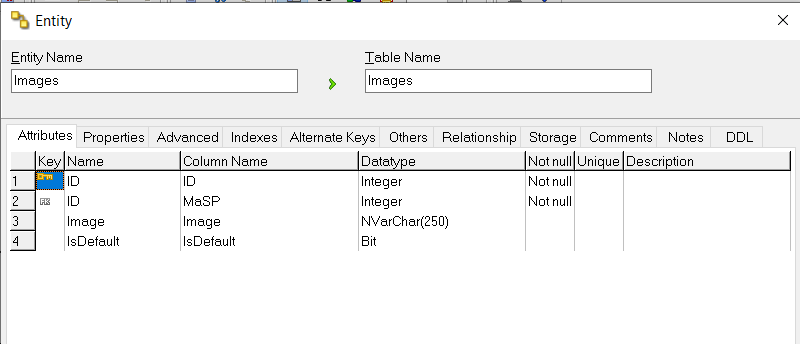 Entity
Entity Name Table Name
Images Images
Attributes Properties Advanced Indexes Alternate Keys Others Relationship Storage Comments Notes DDL
Key Name Column Name Datatype Not null Unique Description
1 ID ID Integer Not null
2 ID MaSP Integer Not null
3 Image Image NVarChar(250)
4 IsDefault IsDefault Bit